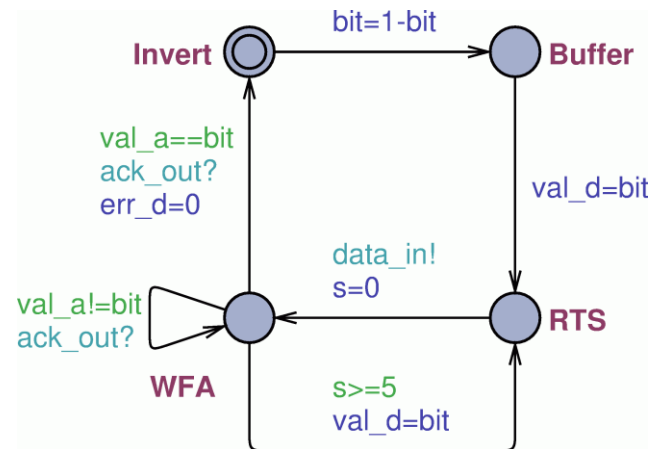 bit=1-bit
Invert
Buffer
val_a==bit
ack_out?
err_d=0
val_d=bit
data_in!
s=0
val_a!=bit
ack_out?
RTS
WFA
s>=5
val_d=bit